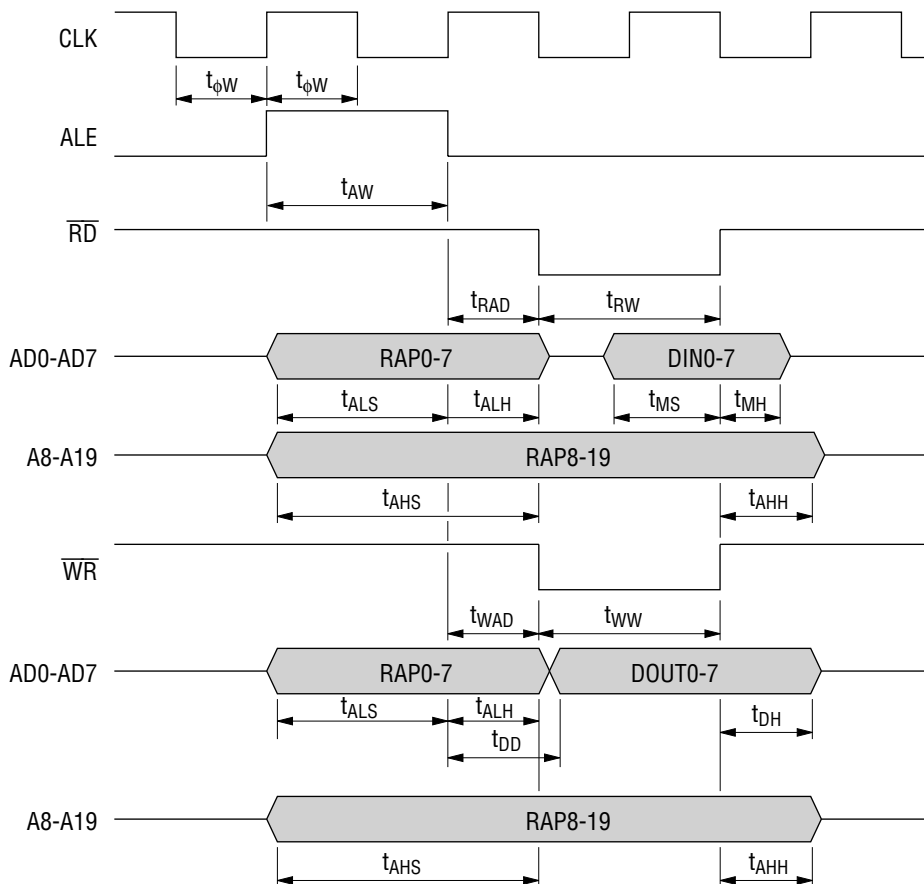 CLK
tϕW tϕW
ALE
tAW
RD
tRAD tRW
AD0-AD7 RAP0-7 DIN0-7
tALS tALH tMS tMH
A8-A19 RAP8-19
tAHS tAHH
WR
tWAD tWW
AD0-AD7 RAP0-7 DOUT0-7
tALS tALH tDH
tDD
A8-A19 RAP8-19
tAHS tAHH